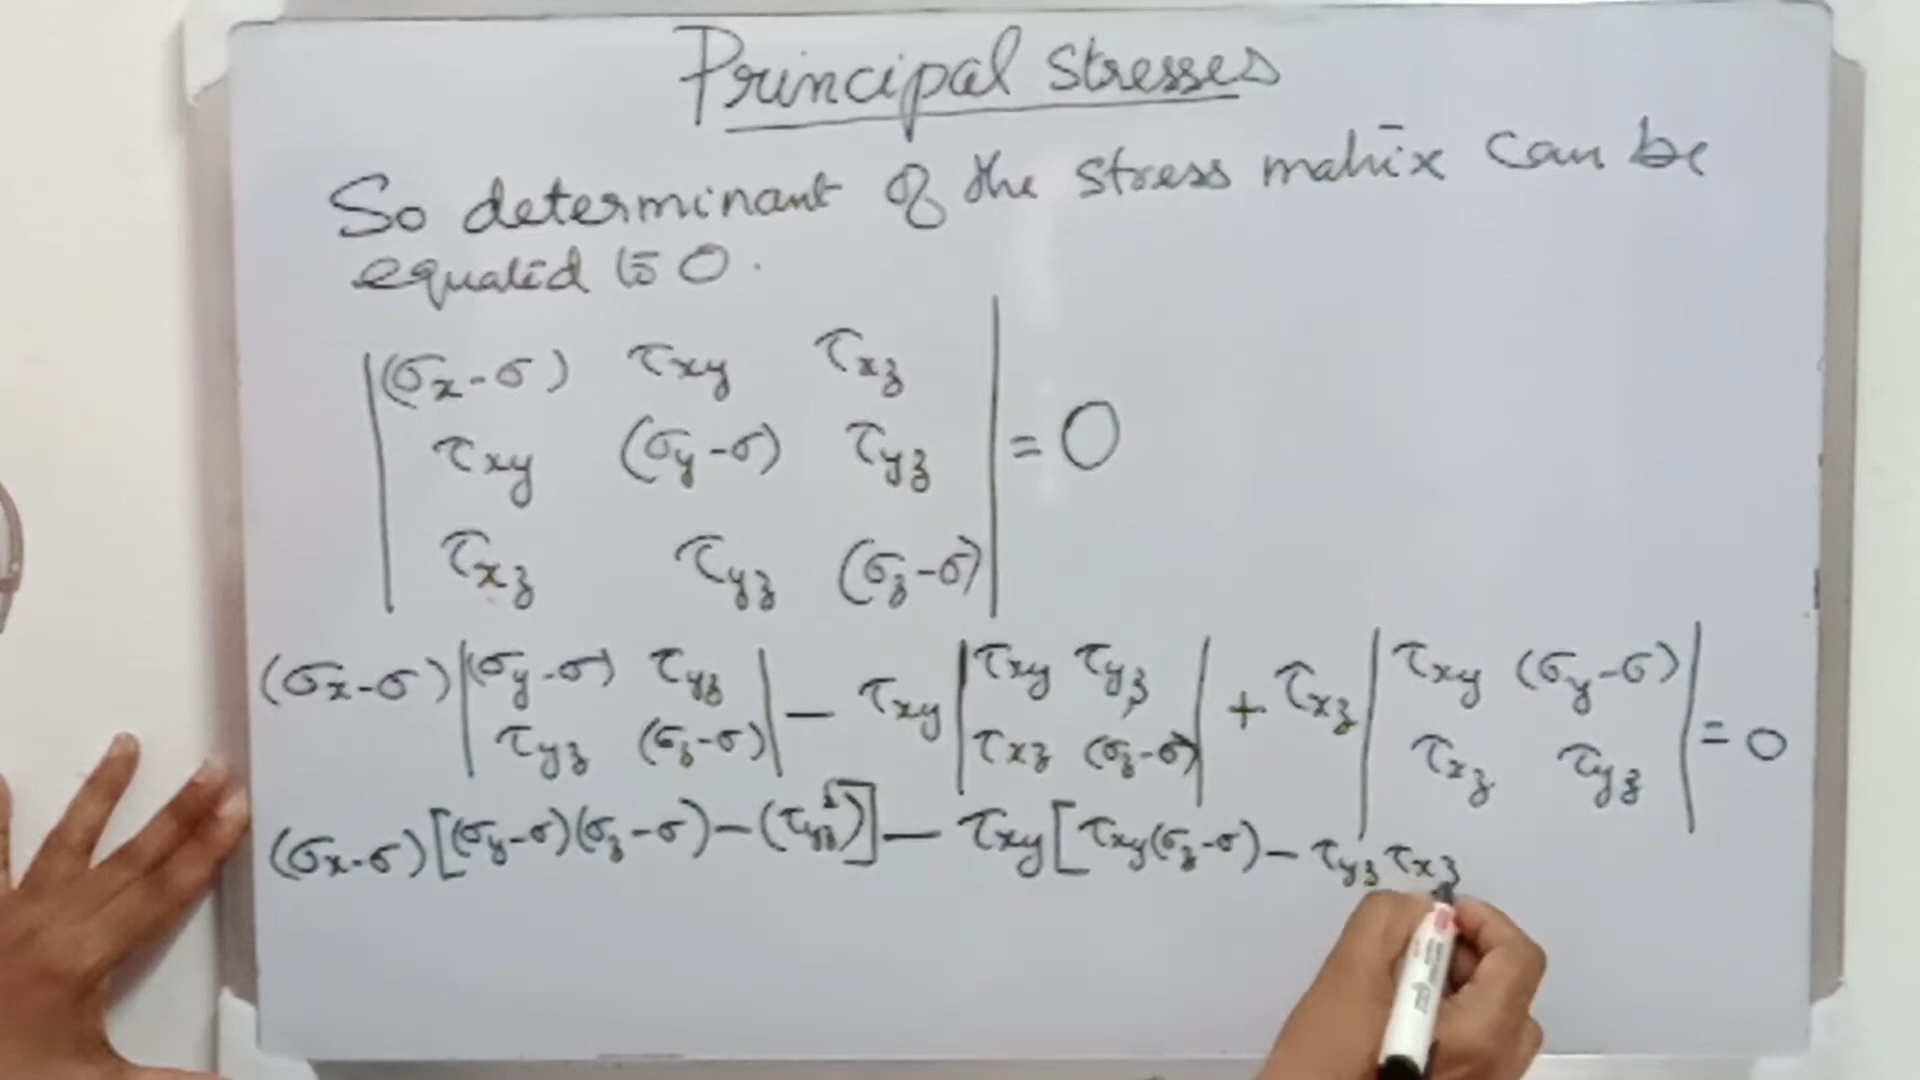 Principal stresses
So determinant of the stress matrix can be
equated to 0.
| (σx-σ) τxy τxz |
| τxy (σy-σ) τyz | = 0
| τxz τyz (σz-σ) |
(σx-σ) | (σy-σ) τyz | - τxy | τxy τyz | + τxz | τxy (σy-σ) | = 0
| τyz (σz-σ) | | τxz (σz-σ) | | τxz τyz |
(σx-σ)[(σy-σ)(σz-σ)-(τyz²)] - τxy[τxy(σz-σ)- τyz τxz